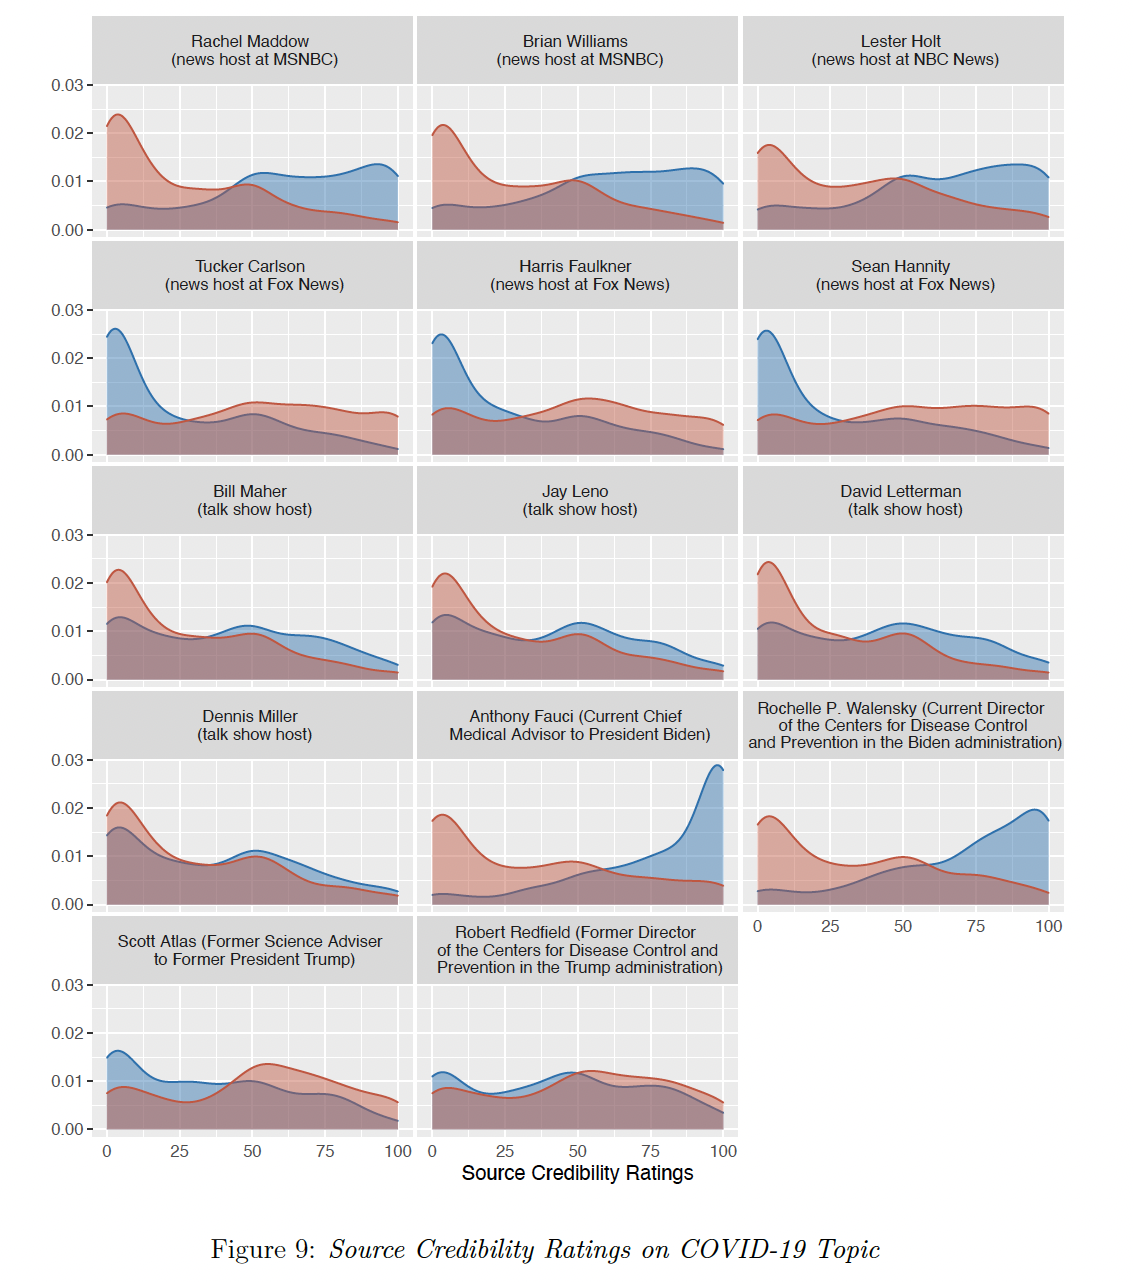 Rachel Maddow
(news host at MSNBC)
Brian Williams
(news host at MSNBC)
Lester Holt
(news host at NBC News)
0.03
0.02
0.01
0.00
Tucker Carlson
(news host at Fox News)
Harris Faulkner
(news host at Fox News)
Sean Hannity
(news host at Fox News)
0.03
0.02
0.01
0.00
Bill Maher
(talk show host)
Jay Leno
(talk show host)
David Letterman
(talk show host)
0.03
0.02
0.01
0.00
Dennis Miller
(talk show host)
Anthony Fauci (Current Chief
Medical Advisor to President Biden)
Rochelle P. Walensky (Current Director
of the Centers for Disease Control
and Prevention in the Biden administration)
0.03
0.02
0.01
0.00
0 25 50 75 100
Scott Atlas (Former Science Adviser
to Former President Trump)
Robert Redfield (Former Director
of the Centers for Disease Control and
Prevention in the Trump administration)
0.03
0.02
0.01
0.00
0 25 50 75 100 0 25 50 75 100
Source Credibility Ratings
Figure 9: Source Credibility Ratings on COVID-19 Topic